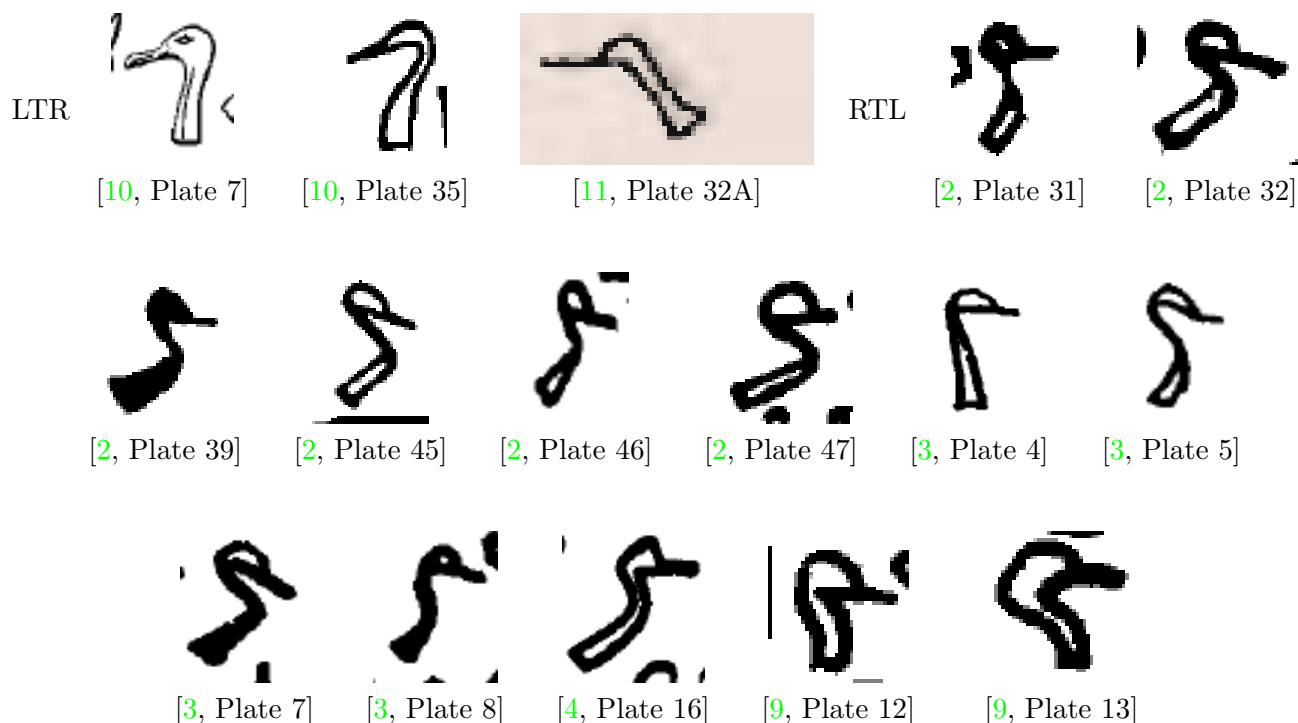 LTR RTL
[10, Plate 7] [10, Plate 35] [11, Plate 32A] [2, Plate 31] [2, Plate 32]
[2, Plate 39] [2, Plate 45] [2, Plate 46] [2, Plate 47] [3, Plate 4] [3, Plate 5]
[3, Plate 7] [3, Plate 8] [4, Plate 16] [9, Plate 12] [9, Plate 13]